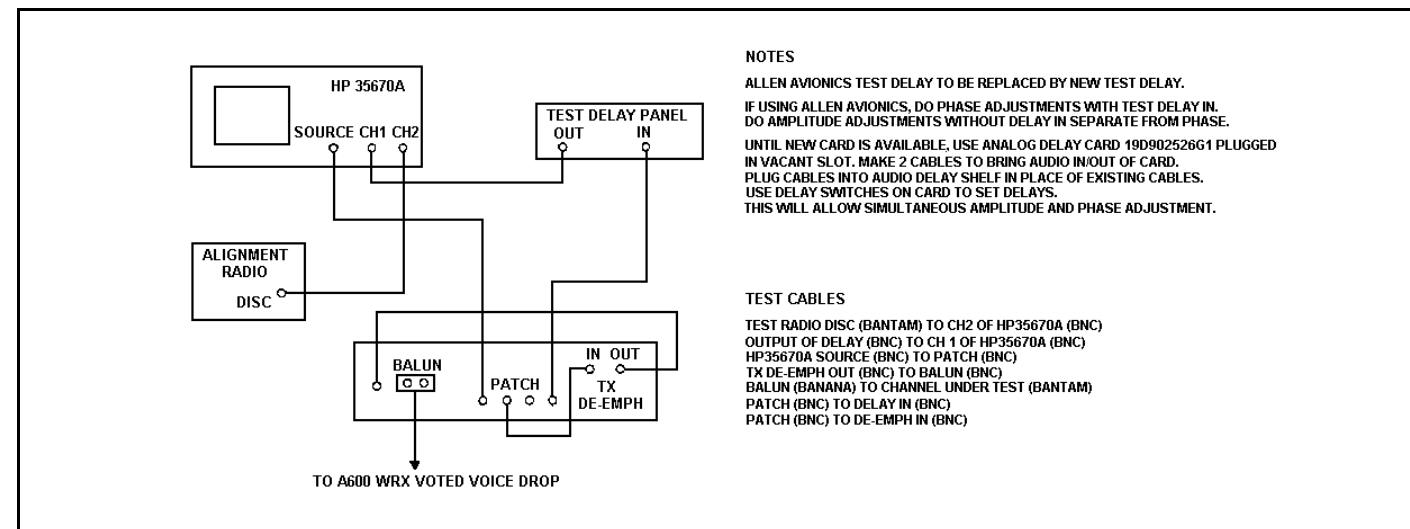 HP 35670A
SOURCE CH1 CH2
TEST DELAY PANEL
OUT IN
ALIGNMENT
RADIO
DISC
BALUN
PATCH
IN OUT
TX
DE-EMPH
TO A600 WRX VOTED VOICE DROP
NOTES
ALLEN AVIONICS TEST DELAY TO BE REPLACED BY NEW TEST DELAY.
IF USING ALLEN AVIONICS, DO PHASE ADJUSTMENTS WITH TEST DELAY IN.
DO AMPLITUDE ADJUSTMENTS WITHOUT DELAY IN SEPARATE FROM PHASE.
UNTIL NEW CARD IS AVAILABLE, USE ANALOG DELAY CARD 19D902526G1 PLUGGED
IN VACANT SLOT. MAKE 2 CABLES TO BRING AUDIO IN/OUT OF CARD.
PLUG CABLES INTO AUDIO DELAY SHELF IN PLACE OF EXISTING CABLES.
USE DELAY SWITCHES ON CARD TO SET DELAYS.
THIS WILL ALLOW SIMULTANEOUS AMPLITUDE AND PHASE ADJUSTMENT.
TEST CABLES
TEST RADIO DISC (BANTAM) TO CH2 OF HP35670A (BNC)
OUTPUT OF DELAY (BNC) TO CH 1 OF HP35670A (BNC)
HP35670A SOURCE (BNC) TO PATCH (BNC)
TX DE-EMPH OUT (BNC) TO BALUN (BNC)
BALUN (BANANA) TO CHANNEL UNDER TEST (BANTAM)
PATCH (BNC) TO DELAY IN (BNC)
PATCH (BNC) TO DE-EMPH IN (BNC)